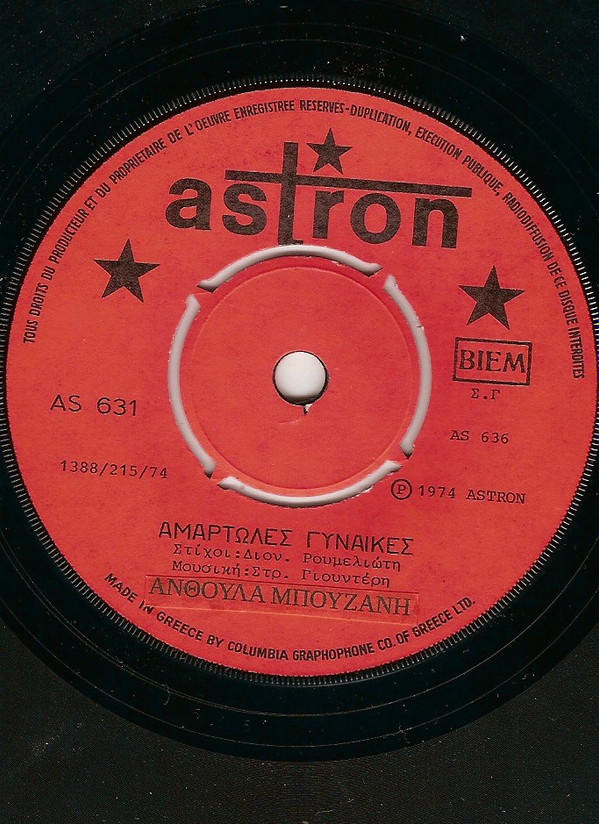 TOUS DROITS DU PRODUCTEUR ET DU PROPRIETAIRE DE L'OEUVRE ENREGISTREE RESERVES-DUPLICATION, EXECUTION PUBLIQUE, RADIODIFFUSION DE CE DISQUE INTERDITES
astron
BIEM
Σ.Γ
AS 631
AS 636
1388/215/74
Ⓟ 1974 ASTRON
ΑΜΑΡΤΩΛΕΣ ΓΥΝΑΙΚΕΣ
Στίχοι:Διον. Ρουμελιώτη
Μουσική:Στρ. Γιουντέρη
ΑΝΘΟΥΛΑ ΜΠΟΥΖΑΝΗ
MADE IN GREECE BY COLUMBIA GRAPHOPHONE CO. OF GREECE LTD.